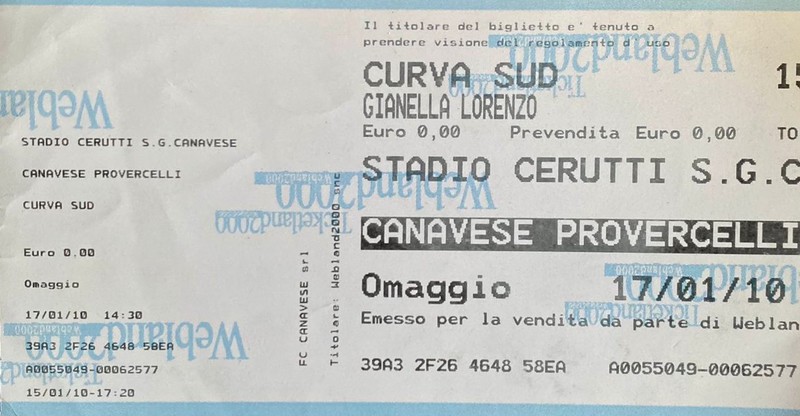 STADIO CERUTTI S.G.CANAVESE
CANAVESE PROVERCELLI
CURVA SUD
Euro 0,00
Omaggio
17/01/10 14:30
39A3 2F26 4648 58EA
A0055049-00062577
15/01/10-17:20
FC CANAVESE srl
Titolare: Webland2000 snc
Il titolare del biglietto e' tenuto a
prendere visione del regolamento d'uso
CURVA SUD 15
GIANELLA LORENZO
Euro 0,00 Prevendita Euro 0,00 TO
STADIO CERUTTI S.G.C
CANAVESE PROVERCELLI
Omaggio 17/01/10
Emesso per la vendita da parte di Weblan
39A3 2F26 4648 58EA A0055049-00062577
Webland2000
Ticketland2000